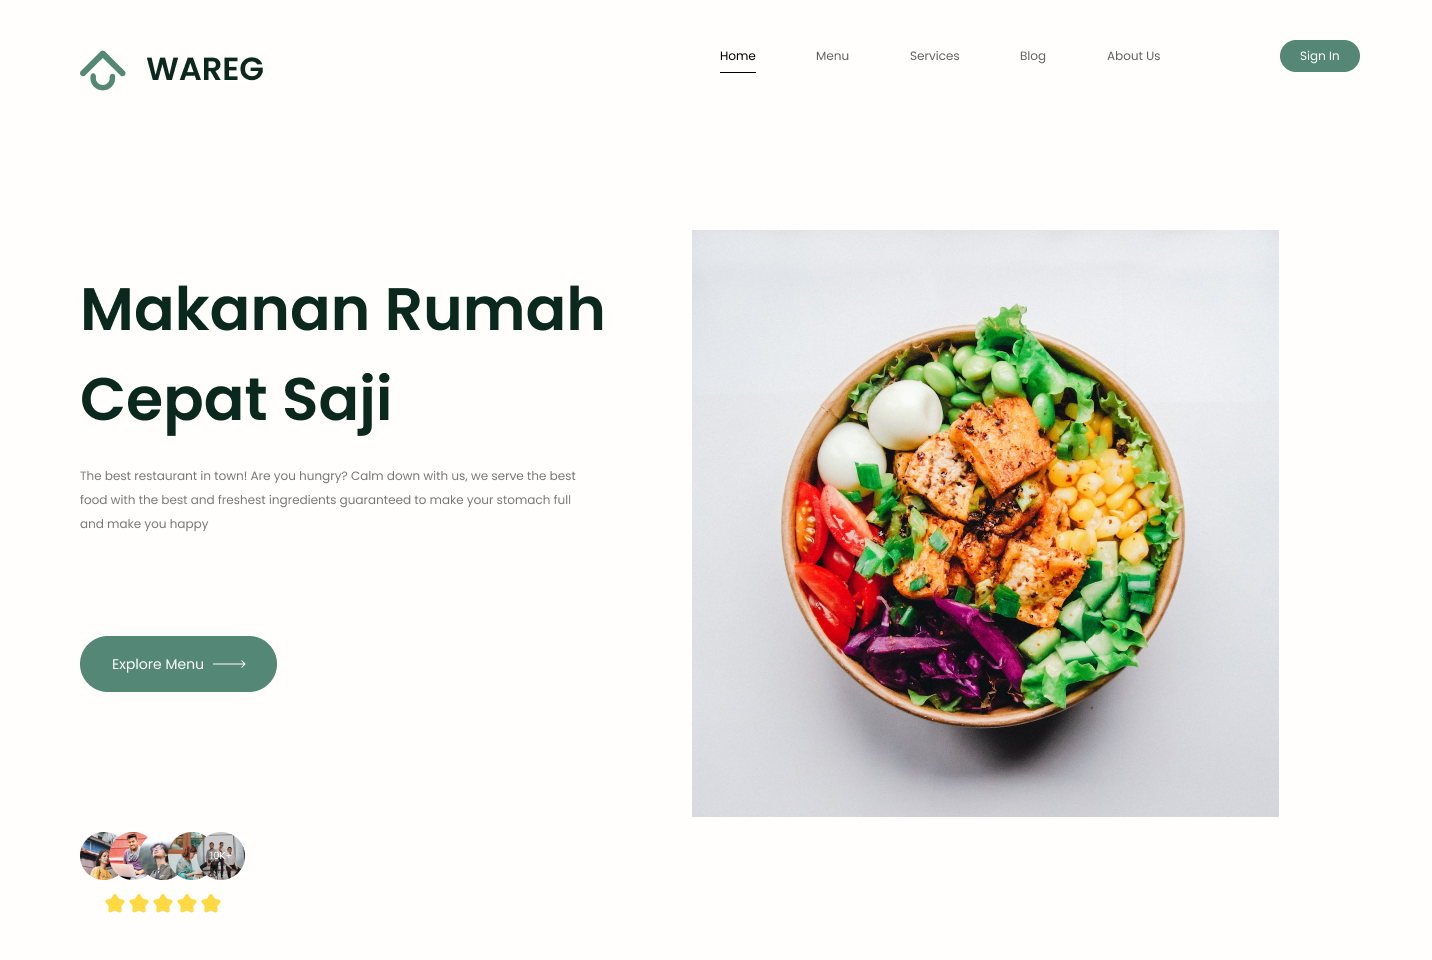 WAREG
Home
Menu
Services
Blog
About Us
Sign In
Makanan Rumah
Cepat Saji
The best restaurant in town! Are you hungry? Calm down with us, we serve the best
food with the best and freshest ingredients guaranteed to make your stomach full
and make you happy
Explore Menu
10K+